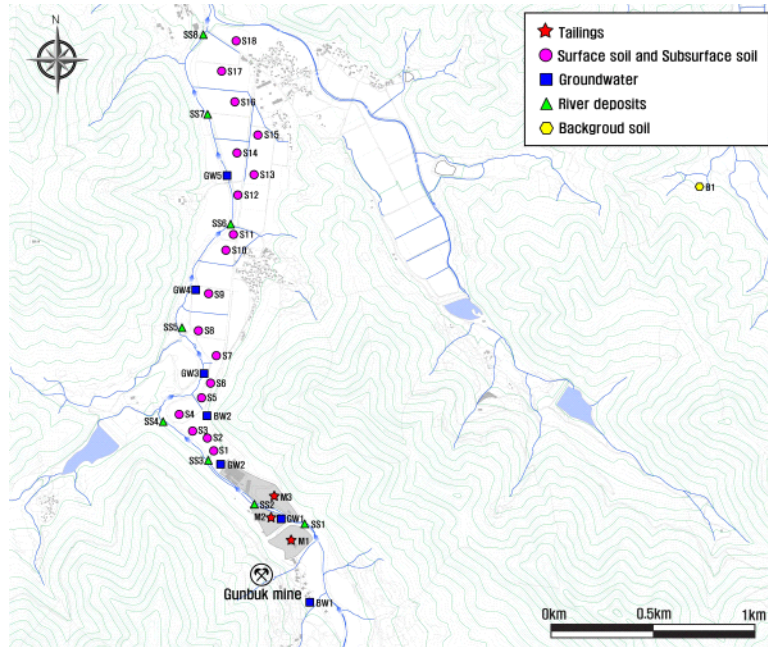 N
Tailings
Surface soil and Subsurface soil
Groundwater
River deposits
Backgroud soil
SS8
S18
S17
S16
SS7
S15
S14
GW5
S13
S12
B1
SS6
S11
S10
GW4
S9
SS5
S8
S7
GW3
S6
S5
S4
BW2
SS4
S3
S2
S1
SS3
GW2
M3
SS2
M2
GW1
SS1
M1
Gunbuk mine
BW1
0km
0.5km
1km